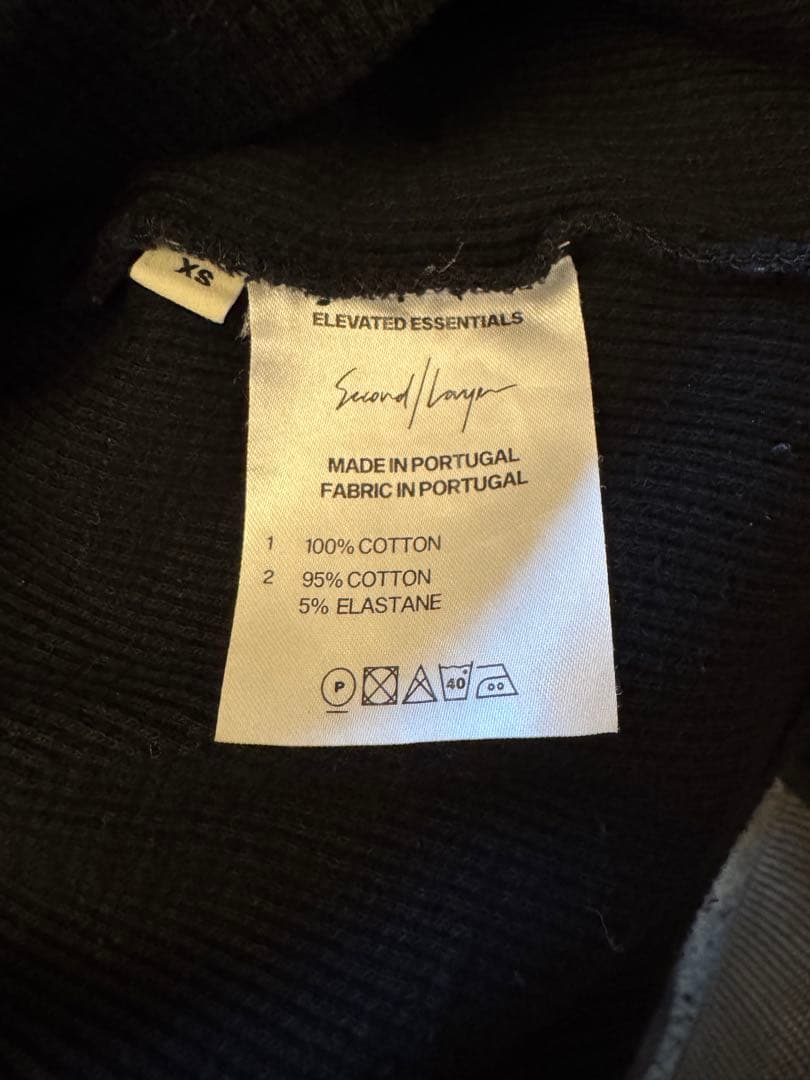 XS
ELEVATED ESSENTIALS
Second/Layer
MADE IN PORTUGAL
FABRIC IN PORTUGAL
1 100% COTTON
2 95% COTTON
5% ELASTANE
P 40